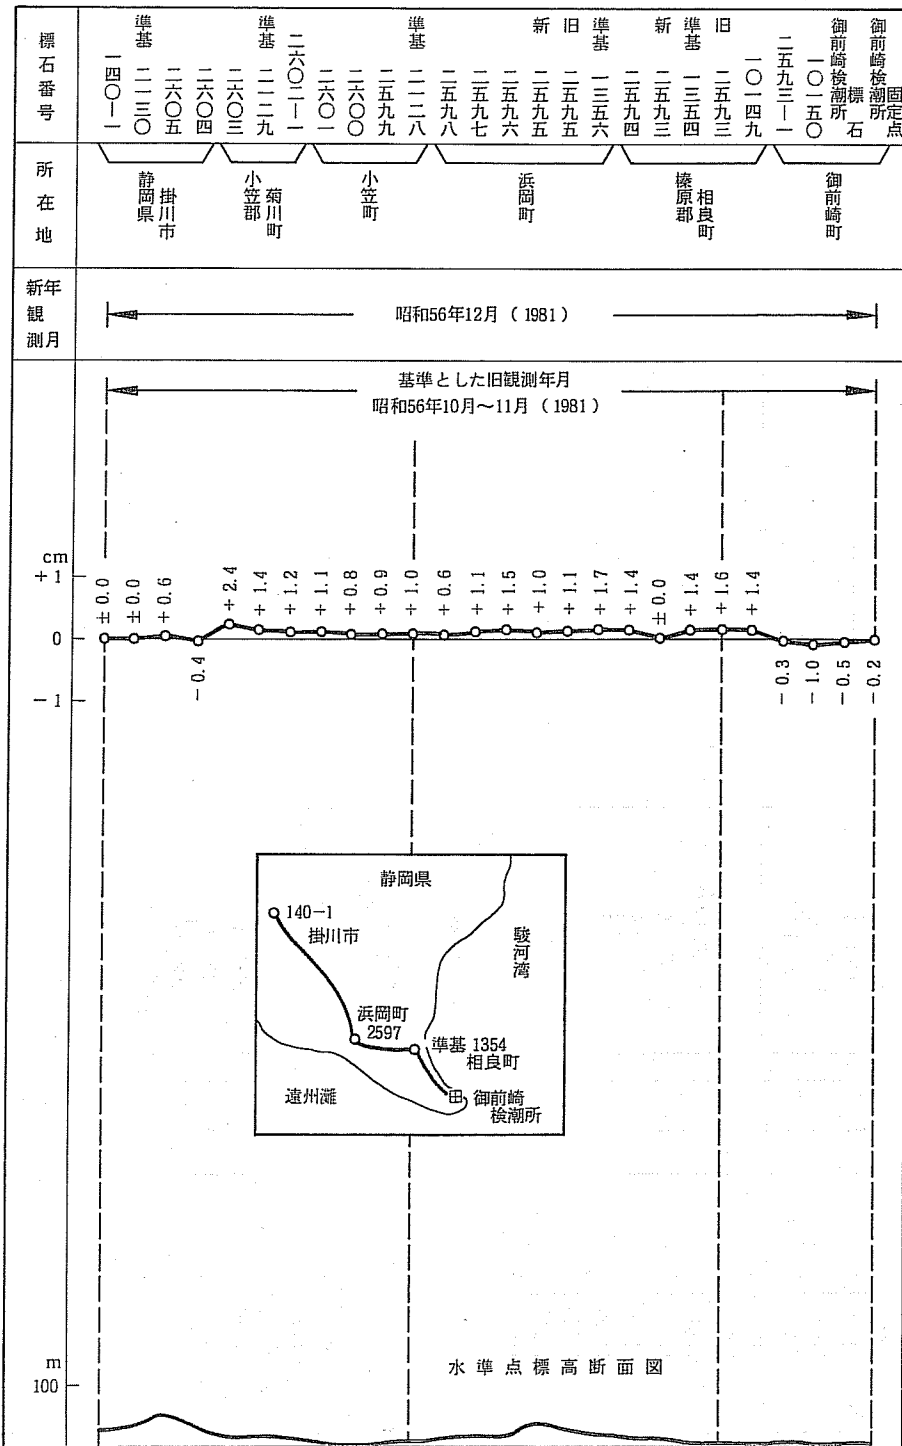 標石番号
一四〇—一
準基 二一三〇
二六〇五
二六〇四
二六〇三
準基 二一二九
二六〇二—一
二六〇一
二六〇〇
二五九九
準基 二一二八
二五九八
二五九七
二五九六
新 二五九五
旧 二五九五
準基 一三五六
二五九四
新 二五九三
準基 一三五四
旧 二五九三
一〇一四九
二五九三—一
一〇一五〇
御前崎検潮所 標石
御前崎検潮所 固定点
所在地
静岡県
掛川市
小笠郡
菊川町
小笠町
浜岡町
榛原郡
相良町
御前崎町
新年
観
測月
昭和56年12月 ( 1981 )
基準とした旧観測年月
昭和56年10月～11月 ( 1981 )
cm
+1
0
−1
±0.0
±0.0
+0.6
−0.4
+2.4
+1.4
+1.2
+1.1
+0.8
+0.9
+1.0
+0.6
+1.1
+1.5
+1.0
+1.1
+1.7
+1.4
±0.0
+1.4
+1.6
+1.4
−0.3
−1.0
−0.5
−0.2
静岡県
140-1
掛川市
駿河湾
浜岡町
2597
準基 1354
相良町
遠州灘
御前崎
検潮所
m
100
水準点標高断面図